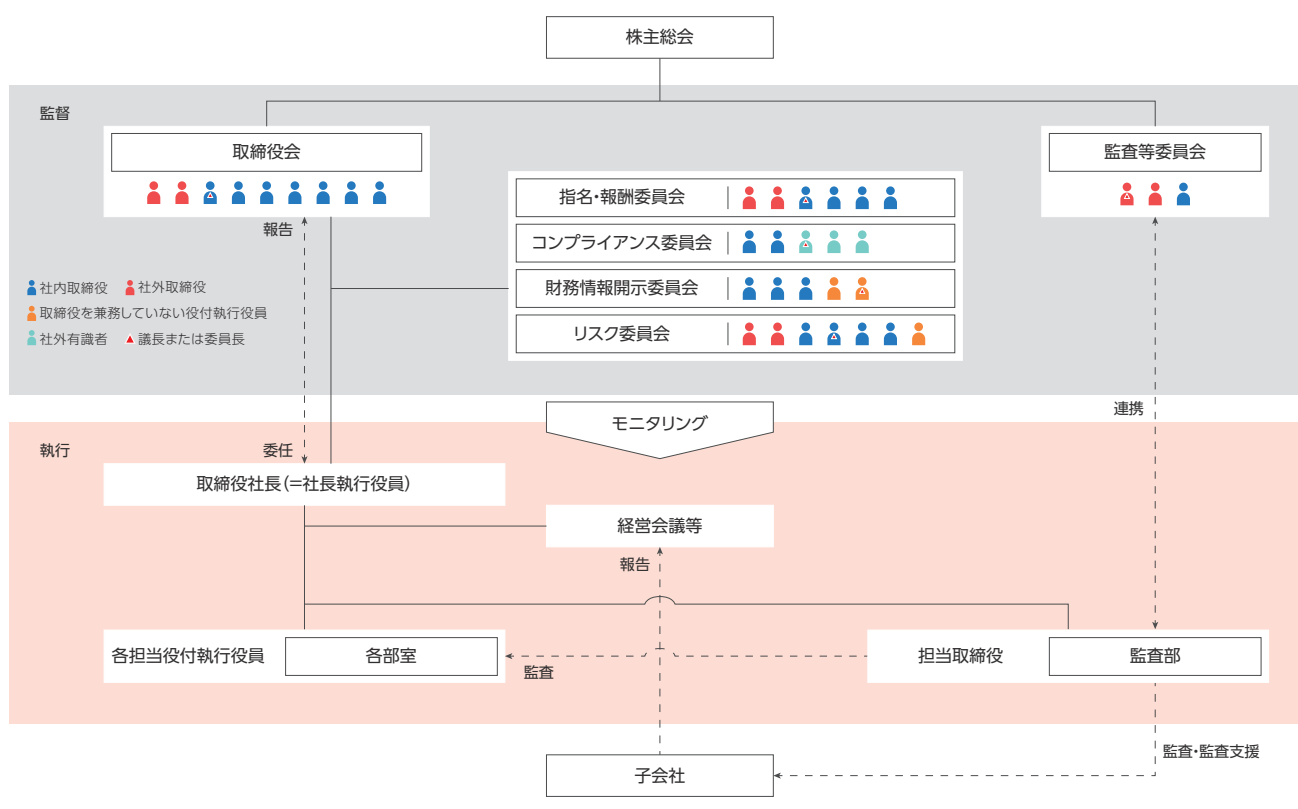 株主総会
監督
取締役会
監査等委員会
指名・報酬委員会
コンプライアンス委員会
財務情報開示委員会
リスク委員会
報告
社内取締役 社外取締役
取締役を兼務していない役付執行役員
社外有識者 議長または委員長
連携
モニタリング
執行
委任
取締役社長(=社長執行役員)
経営会議等
報告
各担当役付執行役員 各部室
担当取締役 監査部
監査
監査・監査支援
子会社